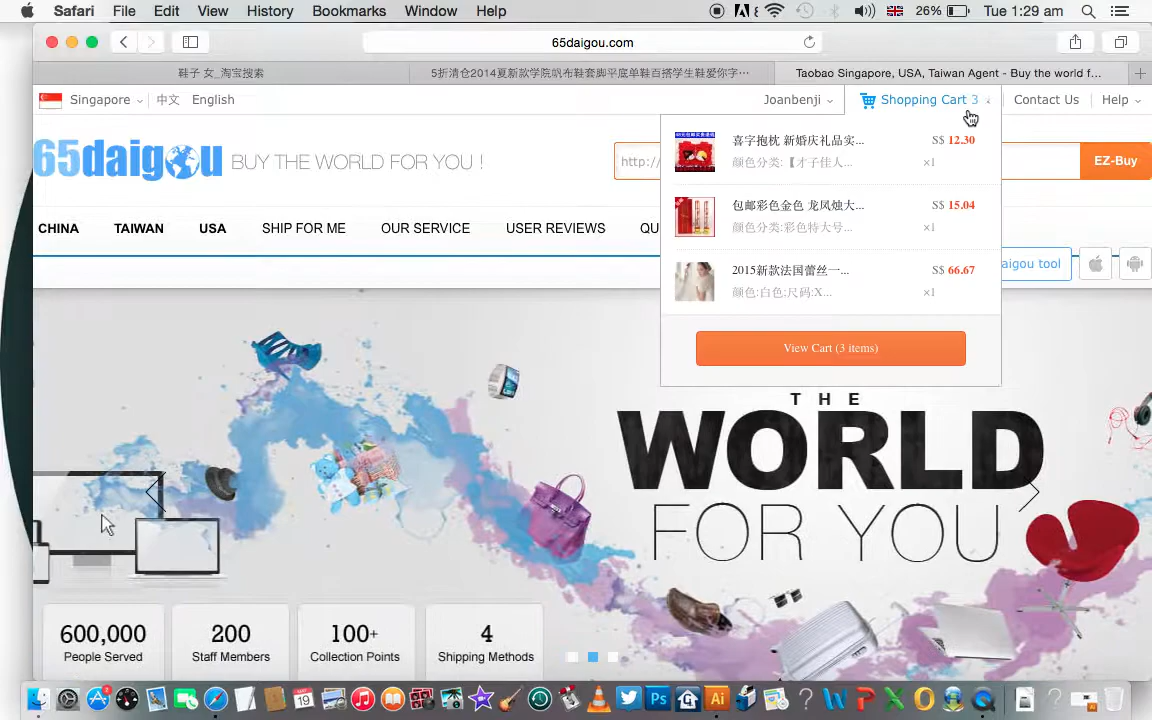 Safari File Edit View History Bookmarks Window Help 26% Tue 1:29 am
65daigou.com
鞋子 女_淘宝搜索 5折清仓2014夏新款学院帆布鞋套脚平底单鞋百搭学生鞋爱你字… Taobao Singapore, USA, Taiwan Agent - Buy the world f...
Singapore 中文 English Joanbenji Shopping Cart 3 Contact Us Help
65daigou BUY THE WORLD FOR YOU ! http:/ EZ-Buy
喜字抱枕 新婚庆礼品实... S$ 12.30
颜色分类:【才子佳人... ×1
包邮彩色金色 龙凤烛大... S$ 15.04
颜色分类:彩色特大号... ×1
2015新款法国蕾丝一... S$ 66.67
颜色:白色;尺码:X... ×1
View Cart (3 items)
CHINA TAIWAN USA SHIP FOR ME OUR SERVICE USER REVIEWS QU
aigou tool
THE
WORLD
FOR YOU
600,000 200 100+ 4
People Served Staff Members Collection Points Shipping Methods